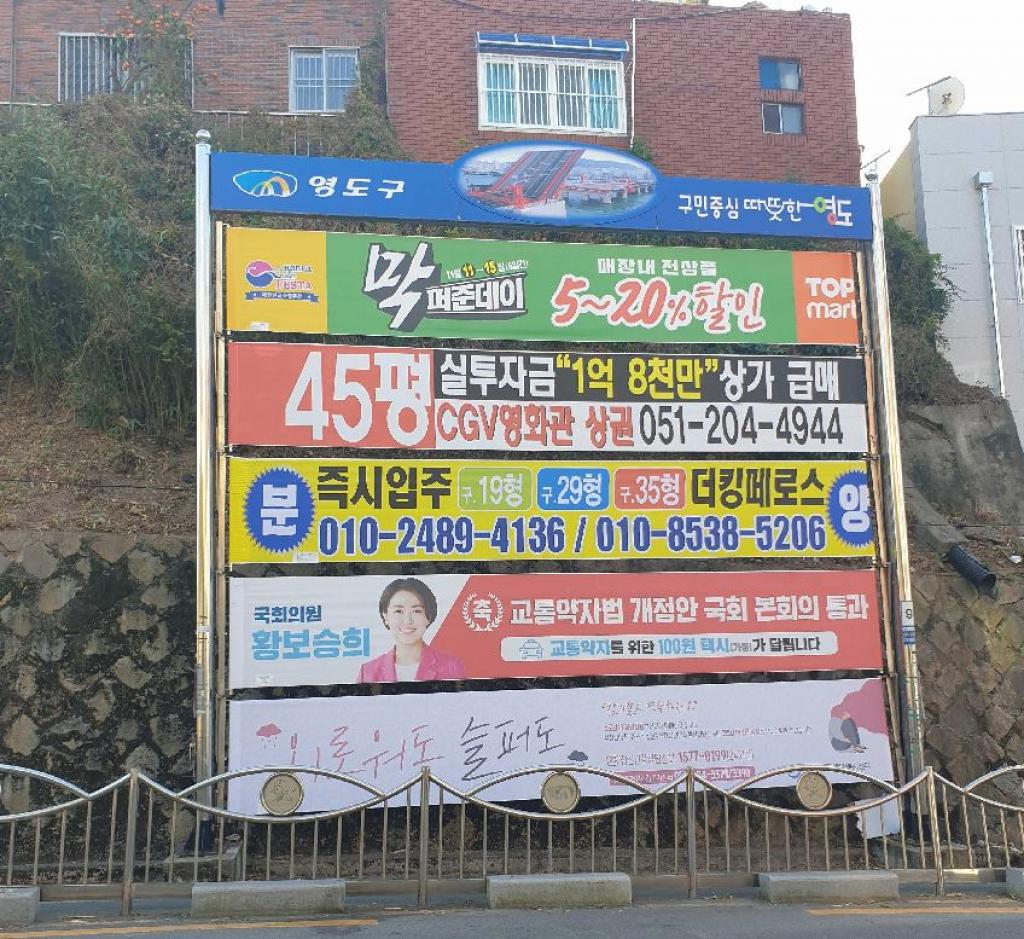 영도구
구민중심 따뜻한 영도
KOREA
FESTA
막 퍼준데이
11월 11-15일
매장내 전상품
5~20%할인
TOP
mart
45평
실투자금 "1억 8천만" 상가 급매
CGV영화관 상권 051-204-4944
분
즉시입주 구.19형 구.29형 구.35형 더킹페로스
010-2489-4136 / 010-8538-5206
양
국회의원
황보승희
축 교통약자법 개정안 국회 본회의 통과
교통약자를 위한 100원 택시(가칭)가 달립니다
외로워도 슬퍼도
1577-0199
9